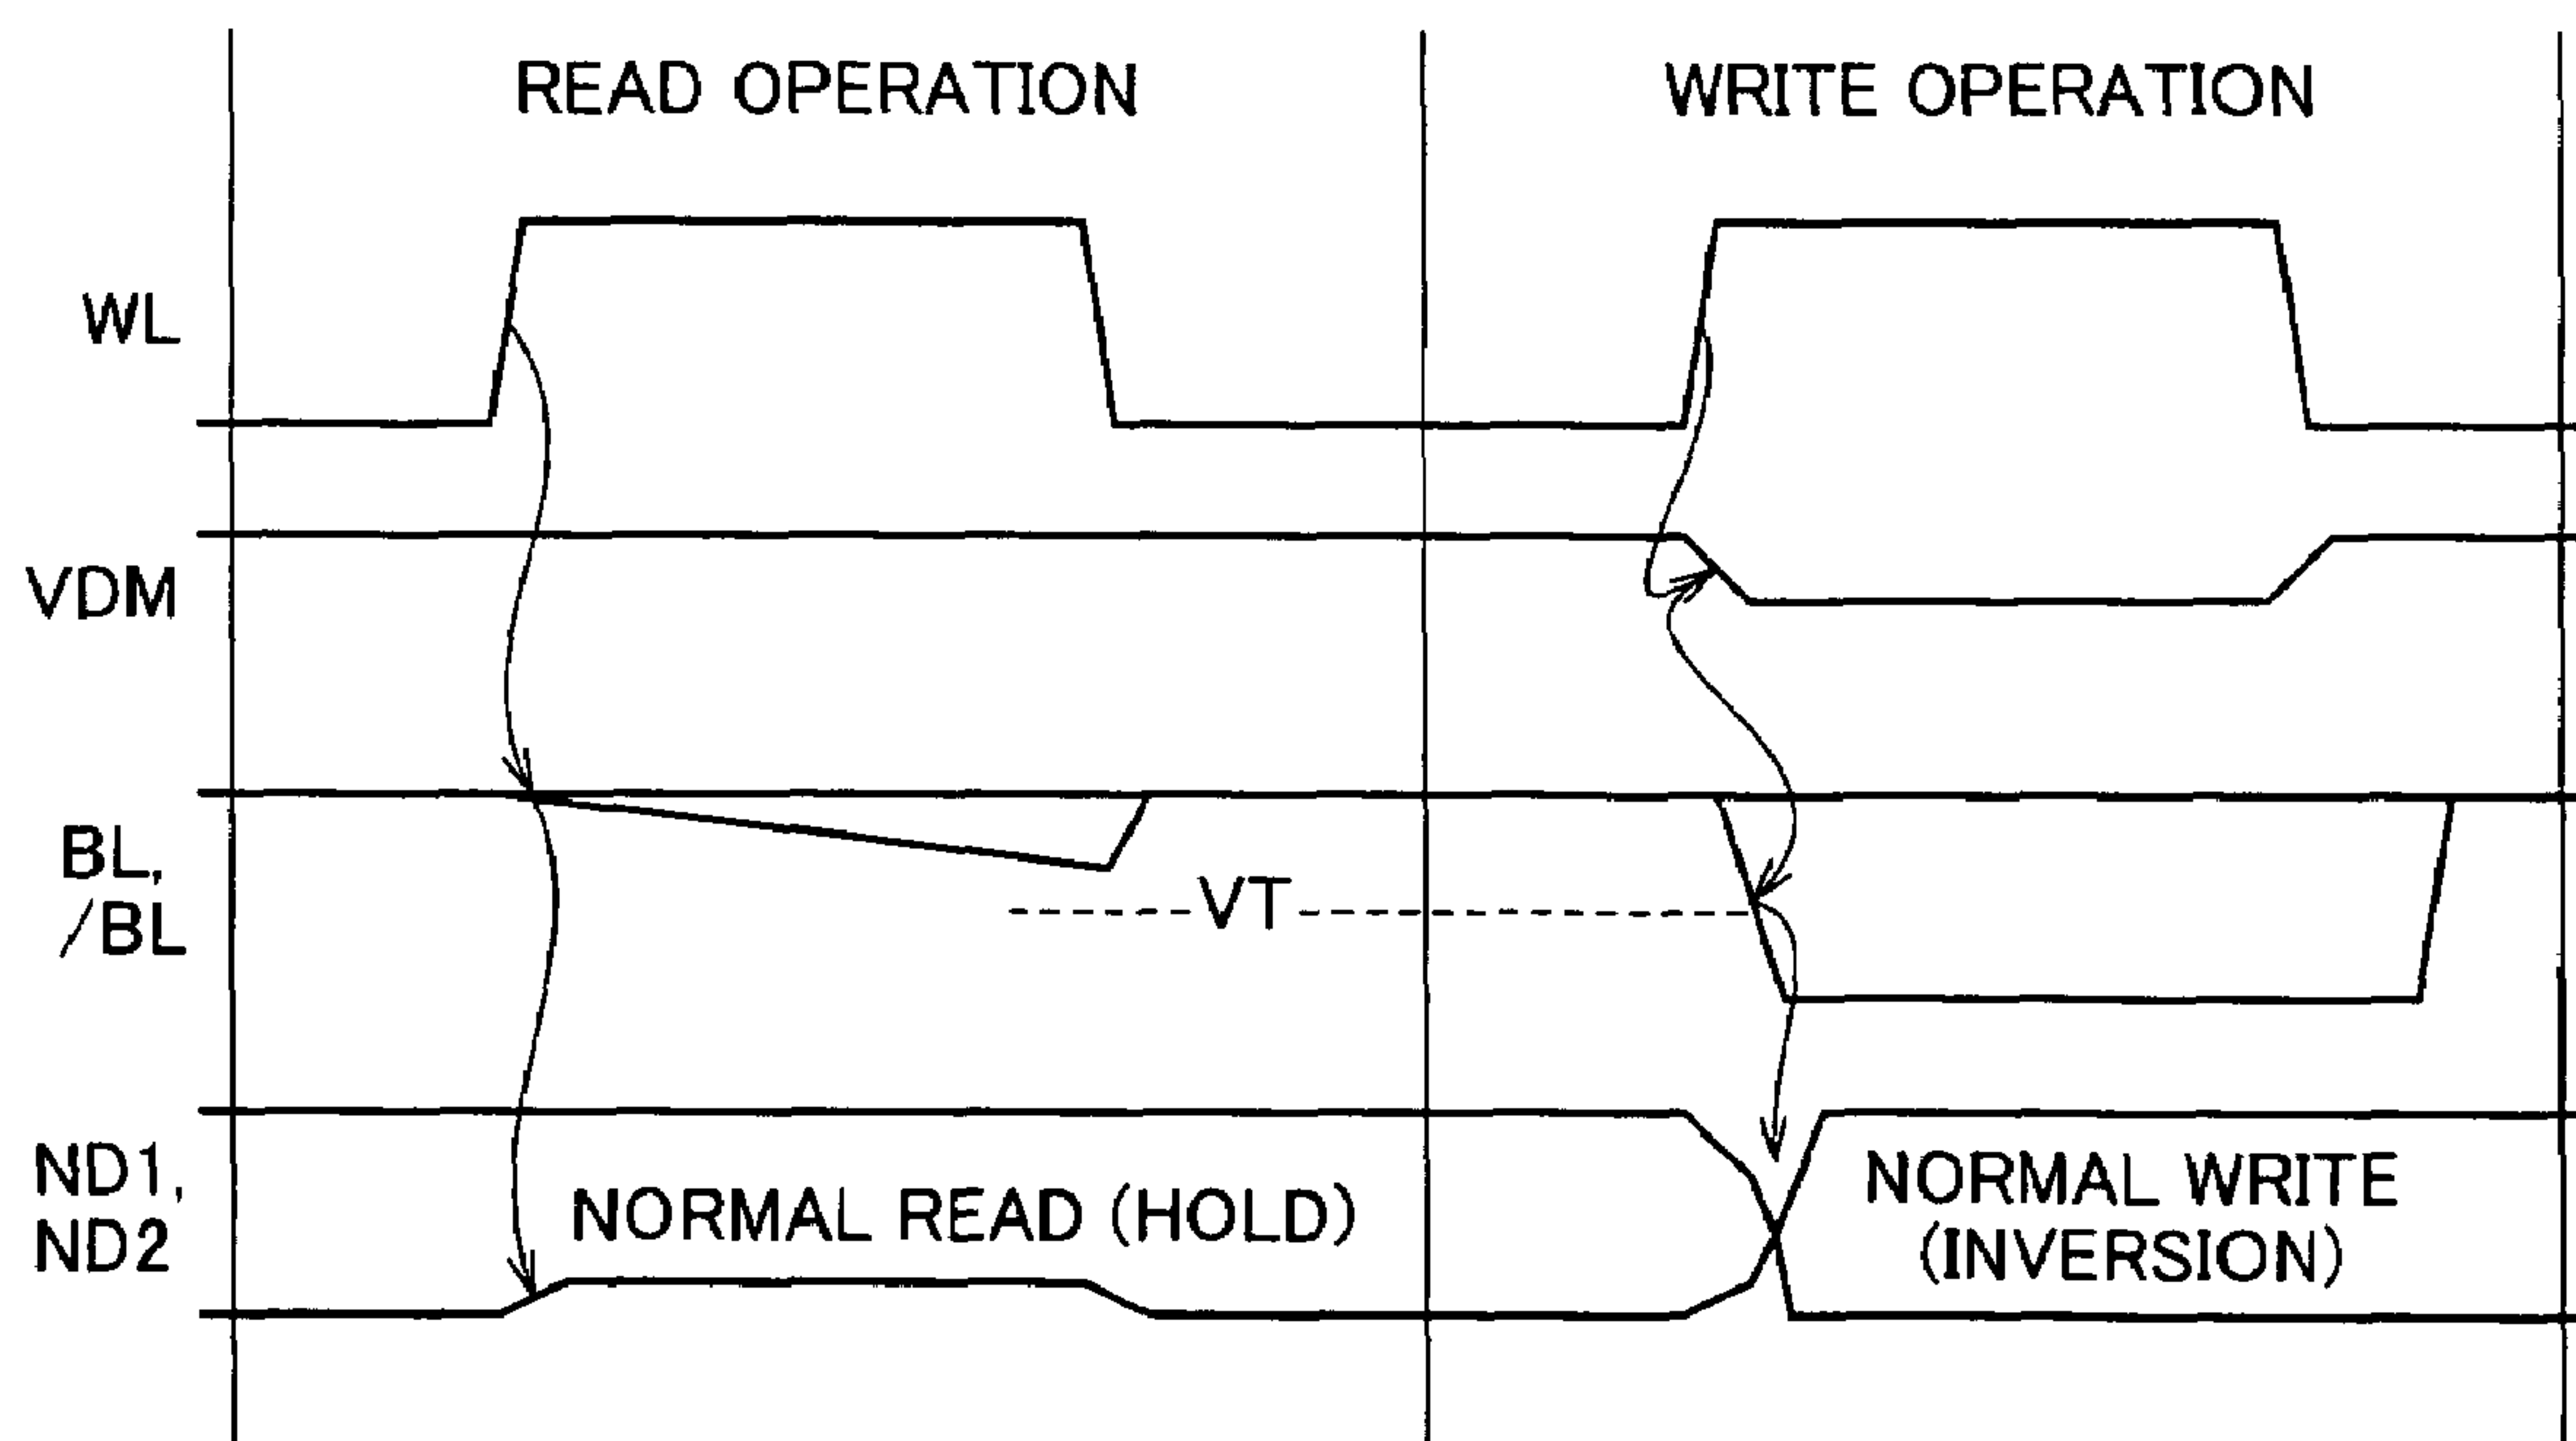 READ OPERATION
WRITE OPERATION
WL
VDM
BL,
/BL
VT
ND1,
ND2
NORMAL READ (HOLD)
NORMAL WRITE
(INVERSION)